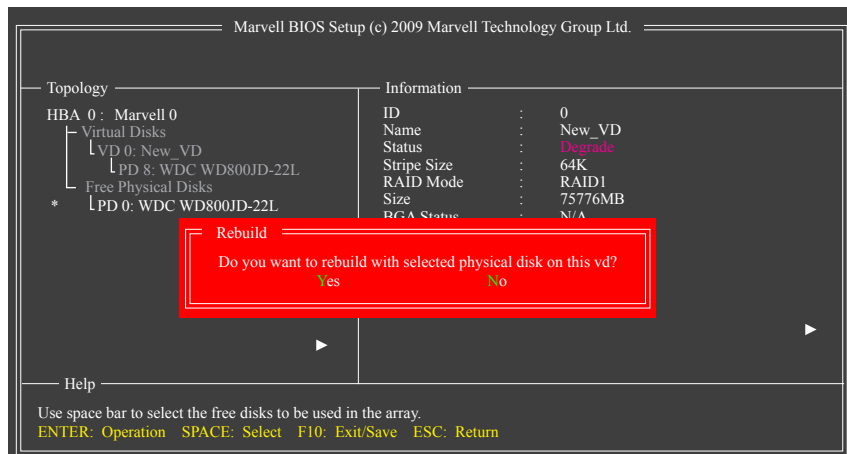 Marvell BIOS Setup (c) 2009 Marvell Technology Group Ltd.
Topology
HBA 0 : Marvell 0
Virtual Disks
VD 0: New_VD
PD 8: WDC WD800JD-22L
Free Physical Disks
* PD 0: WDC WD800JD-22L
Information
ID : 0
Name : New_VD
Status : Degrade
Stripe Size : 64K
RAID Mode : RAID1
Size : 75776MB
BGA Status : N/A
Rebuild
Do you want to rebuild with selected physical disk on this vd?
Yes No
Help
Use space bar to select the free disks to be used in the array.
ENTER: Operation SPACE: Select F10: Exit/Save ESC: Return